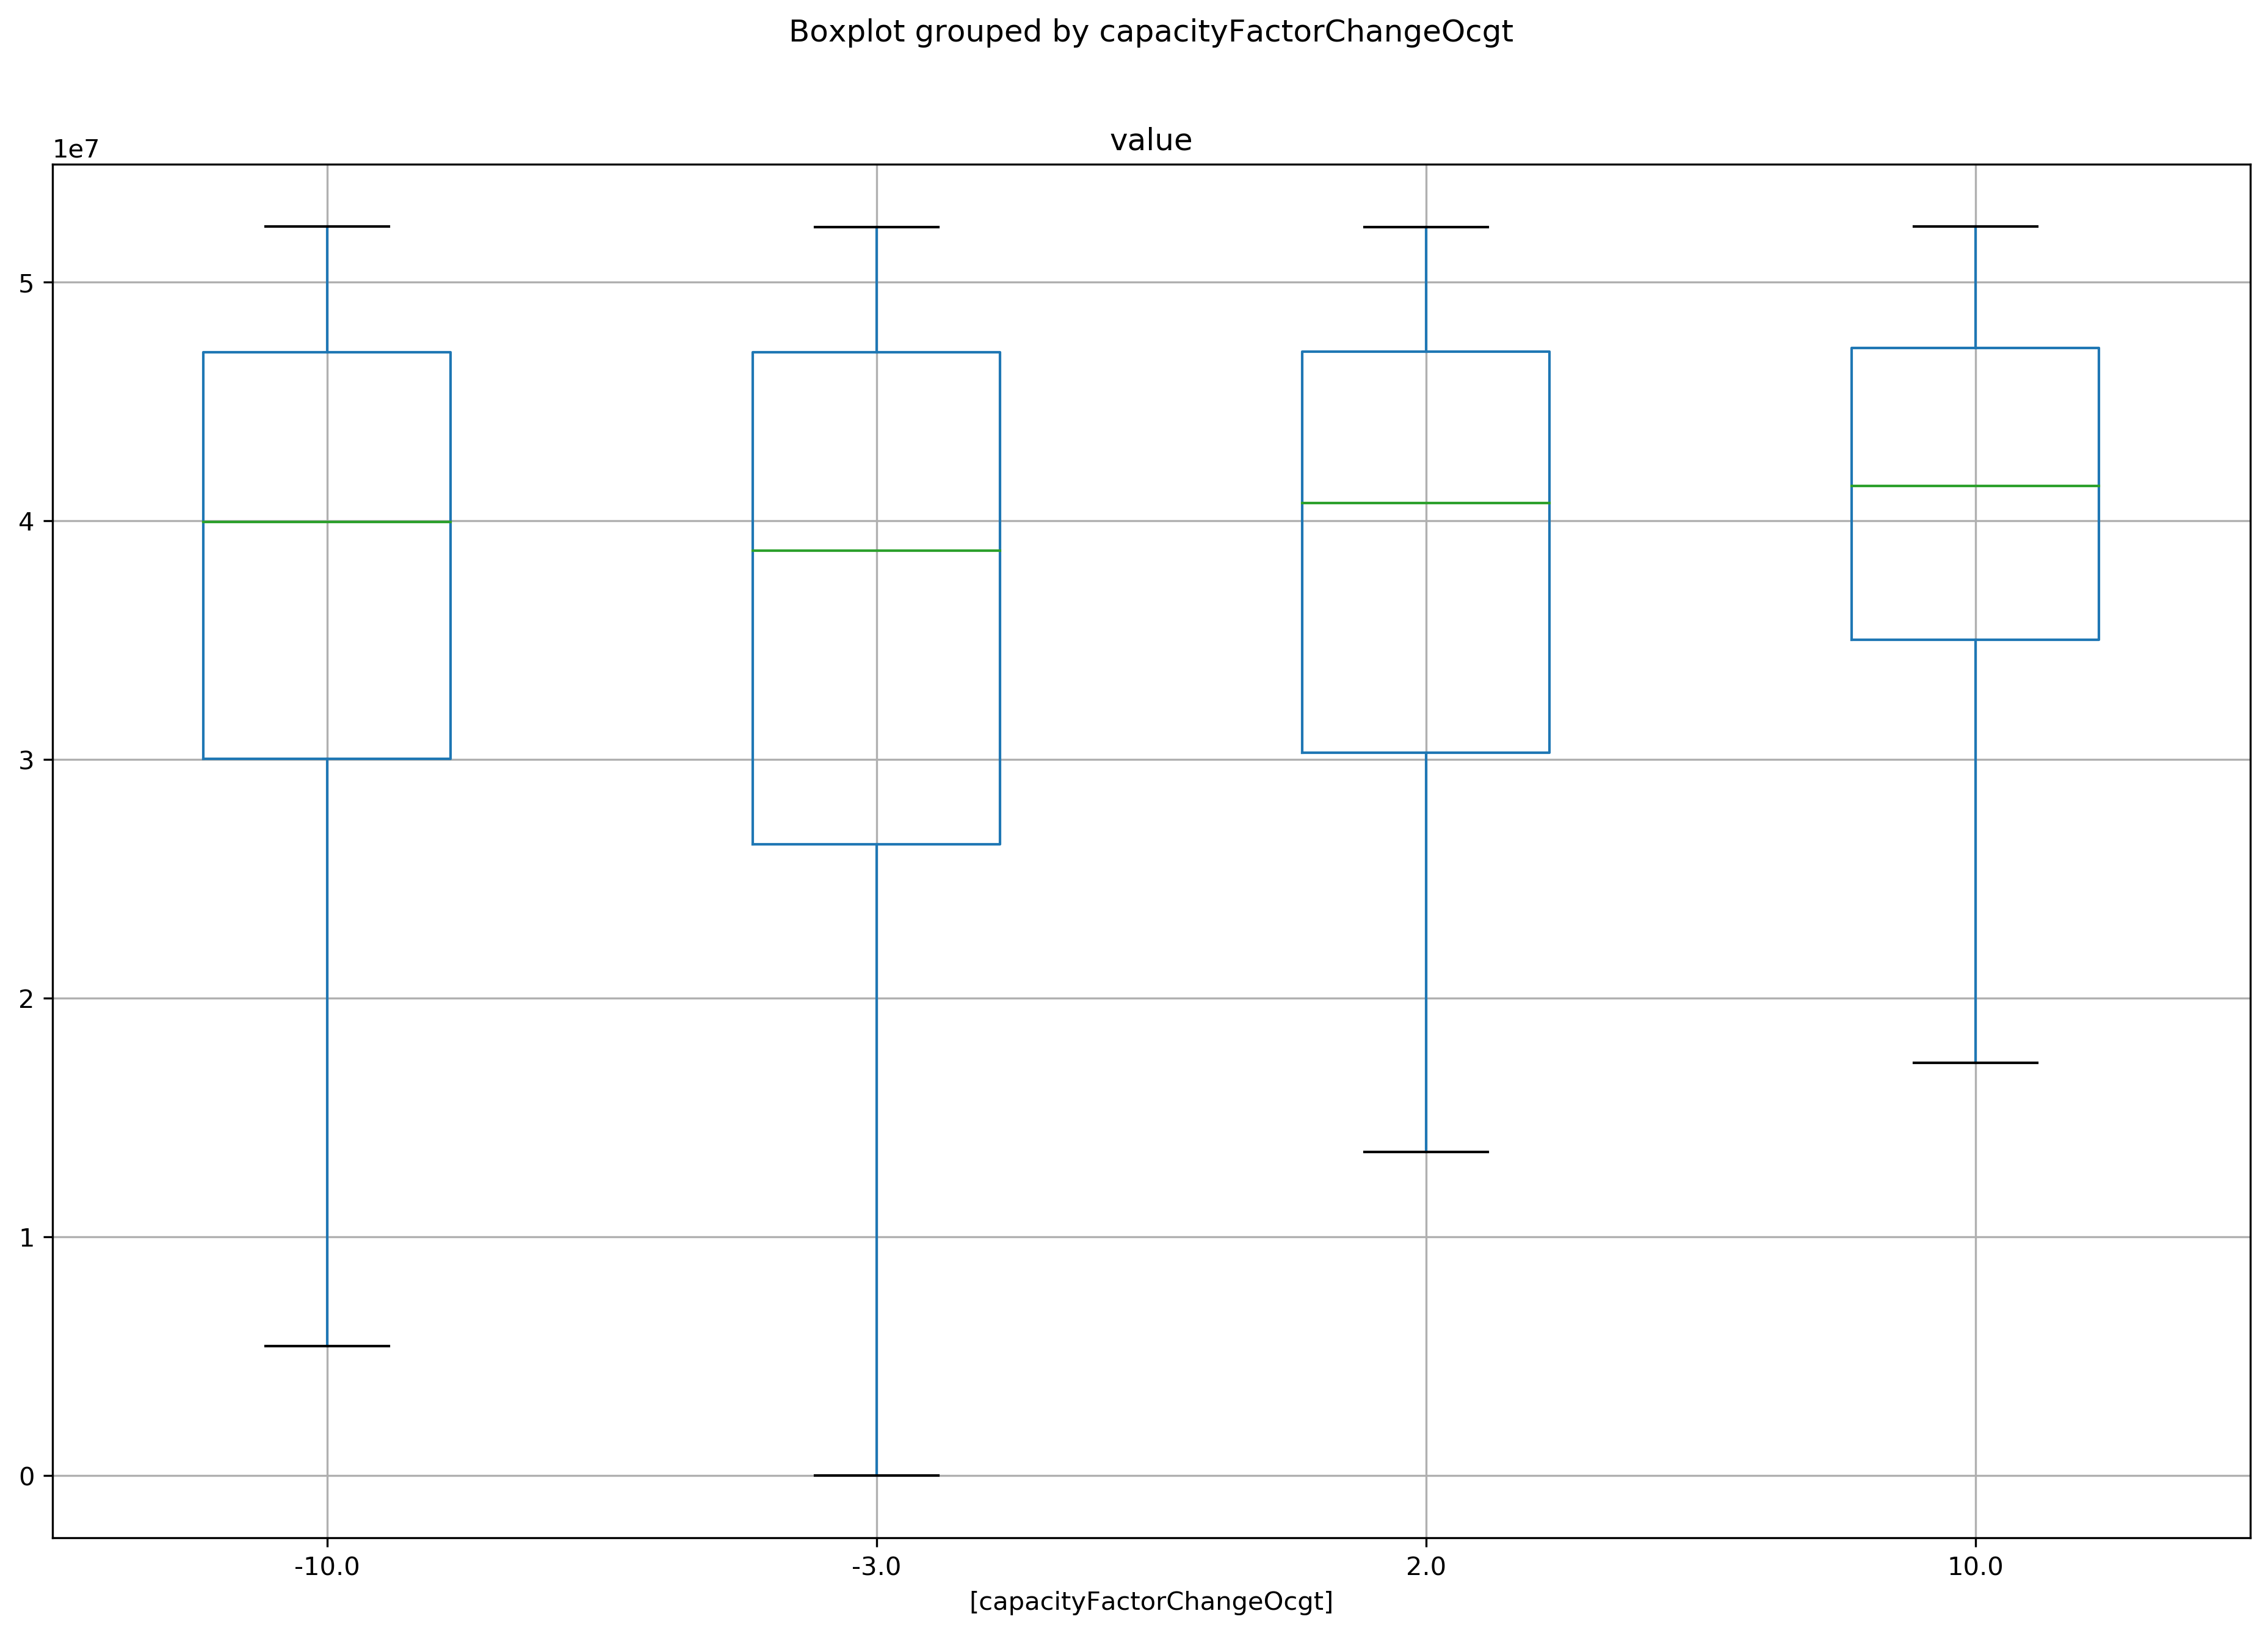 Boxplot grouped by capacityFactorChangeOcgt
value
1e7
5
4
3
2
1
0
-10.0 -3.0 2.0 10.0
[capacityFactorChangeOcgt]